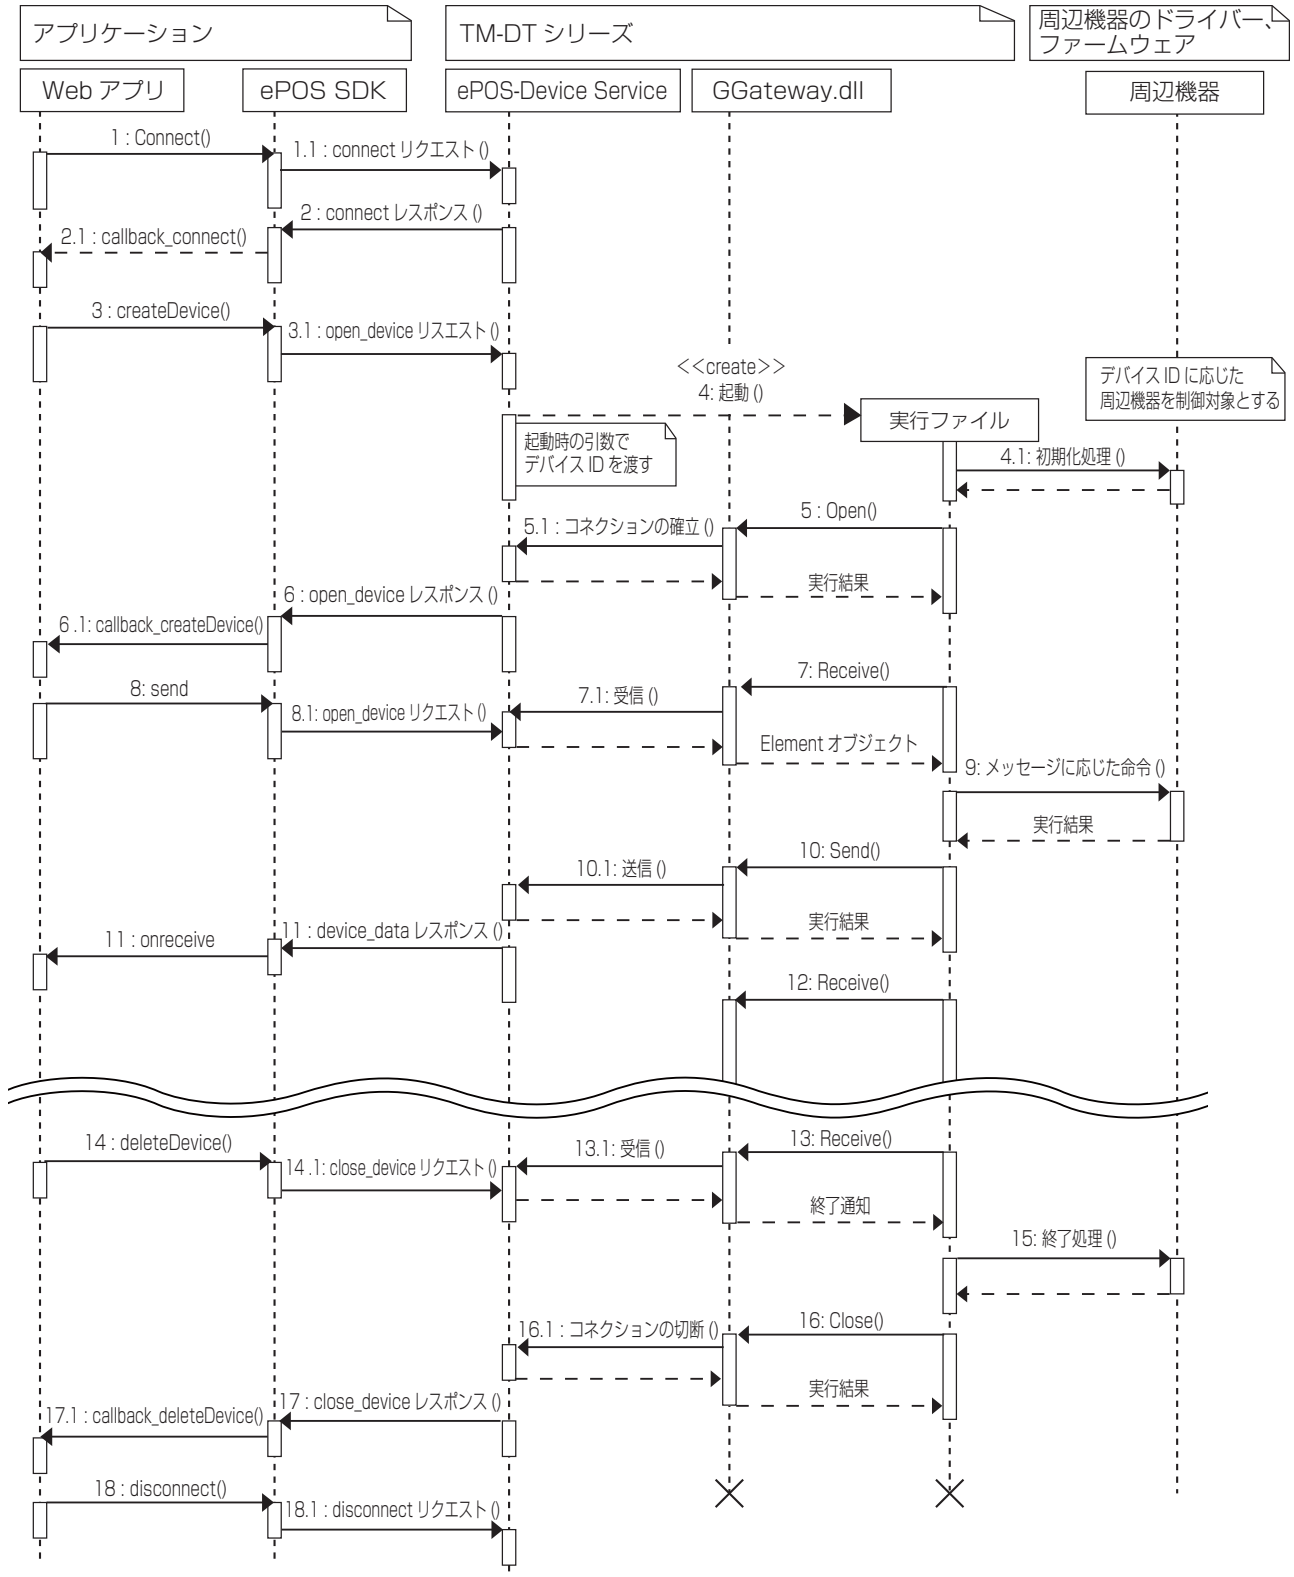 アプリケーション
TM-DT シリーズ
周辺機器のドライバー、
ファームウェア
Web アプリ
ePOS SDK
ePOS-Device Service
GGateway.dll
周辺機器
1 : Connect()
1.1 : connect リクエスト ()
2 : connect レスポンス ()
2.1 : callback_connect()
3 : createDevice()
3.1 : open_device リスエスト ()
<<create>>
4: 起動 ()
デバイス ID に応じた
周辺機器を制御対象とする
実行ファイル
起動時の引数で
デバイス ID を渡す
4.1: 初期化処理 ()
5 : Open()
5.1 : コネクションの確立 ()
実行結果
6 : open_device レスポンス ()
6 .1: callback_createDevice()
7: Receive()
8: send
7.1: 受信 ()
8.1: open_device リクエスト ()
Element オブジェクト
9: メッセージに応じた命令 ()
実行結果
10: Send()
10.1: 送信 ()
実行結果
11 : device_data レスポンス ()
11 : onreceive
12: Receive()
14 : deleteDevice()
13: Receive()
13.1: 受信 ()
14 .1: close_device リクエスト ()
終了通知
15: 終了処理 ()
16: Close()
16.1 : コネクションの切断 ()
実行結果
17 : close_device レスポンス ()
17.1 : callback_deleteDevice()
18 : disconnect()
18.1 : disconnect リクエスト ()